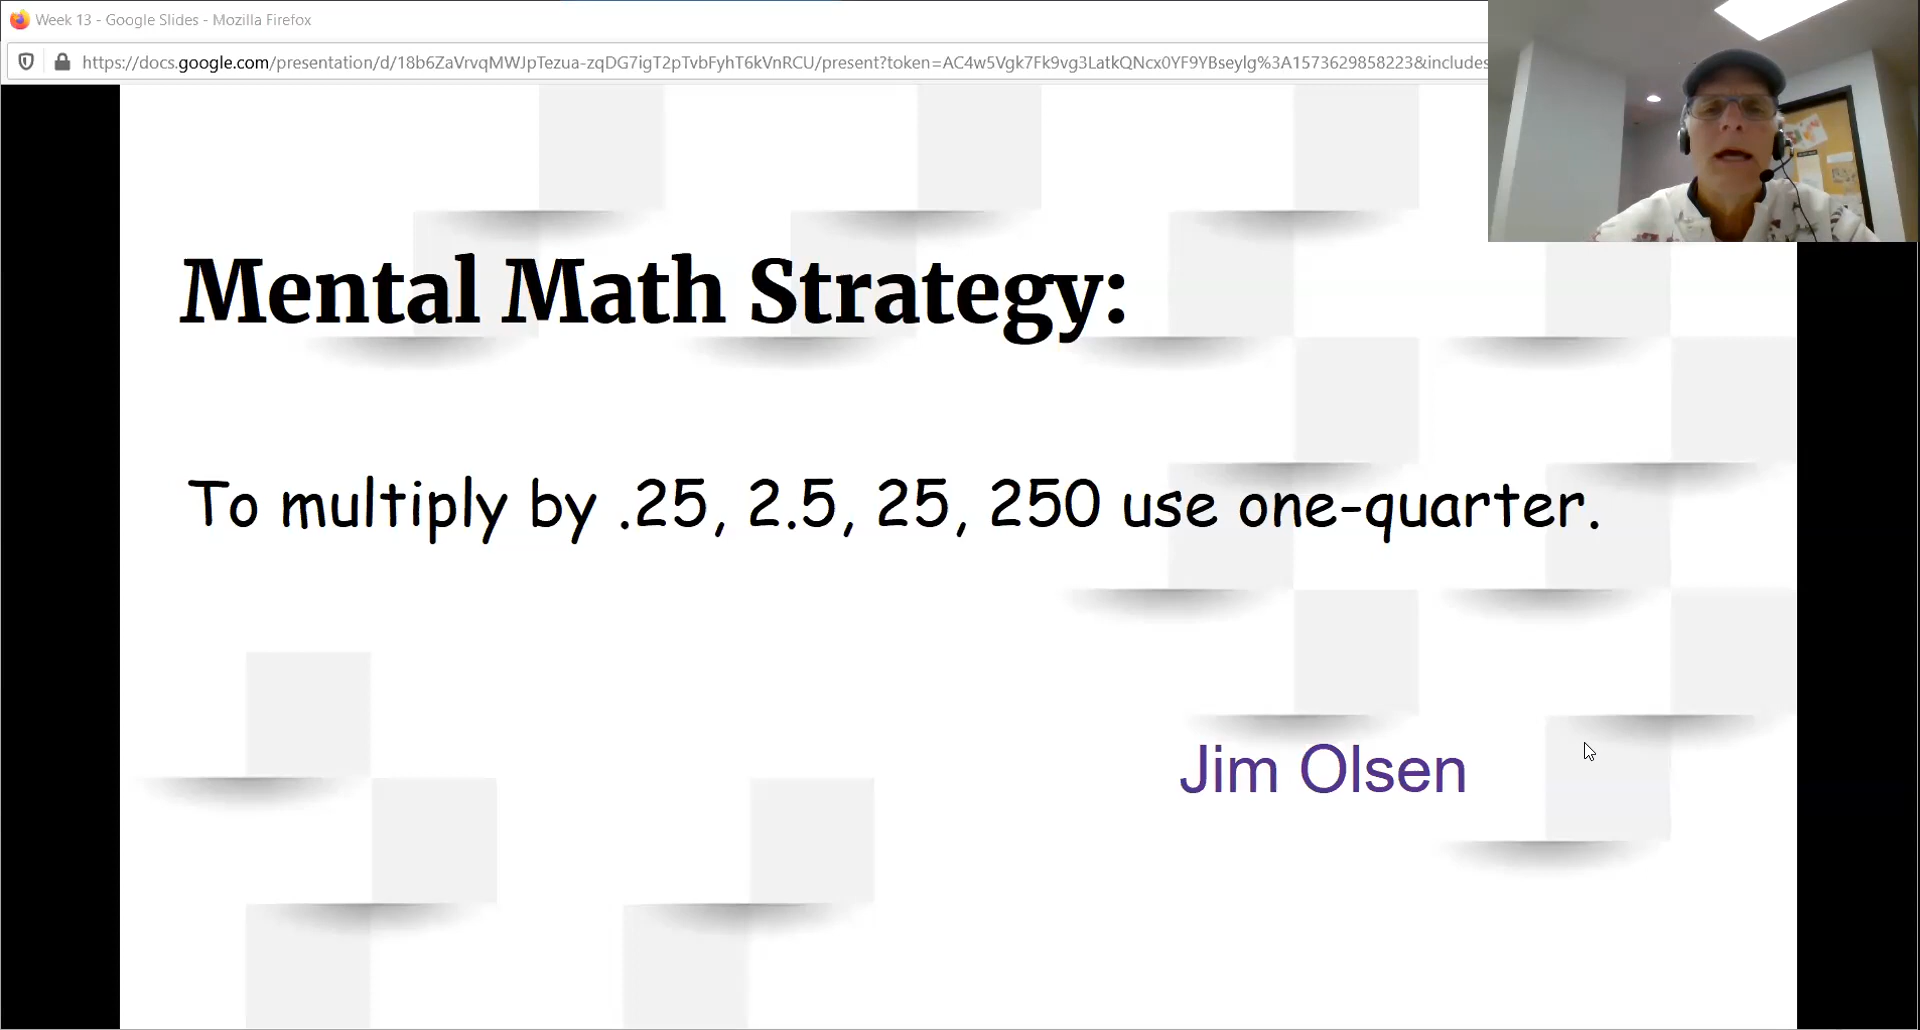 Week 13 - Google Slides - Mozilla Firefox
https://docs.google.com/presentation/d/18b6ZaVrvqMWJpTezua-zqDG7igT2pTvbFyhT6kVnRCU/present?token=AC4w5Vgk7Fk9vg3LatkQNcx0YF9YBseylg%3A1573629858223&includes
Mental Math Strategy:
To multiply by .25, 2.5, 25, 250 use one-quarter.
Jim Olsen